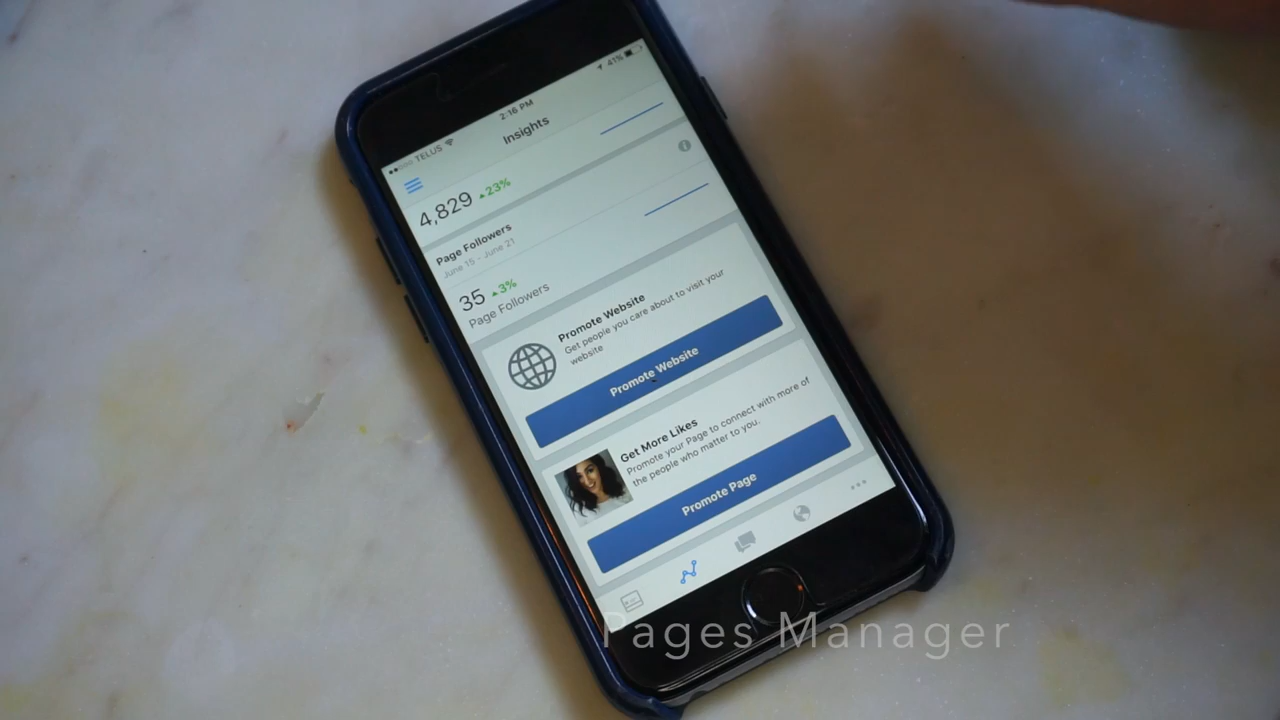 TELUS
2:16 PM
41%
Insights
4,829 ▲23%
Page Followers
June 15 - June 21
35 ▲3%
Page Followers
Promote Website
Get people you care about to visit your
website
Promote Website
Get More Likes
Promote your Page to connect with more of
the people who matter to you.
Promote Page
Pages Manager